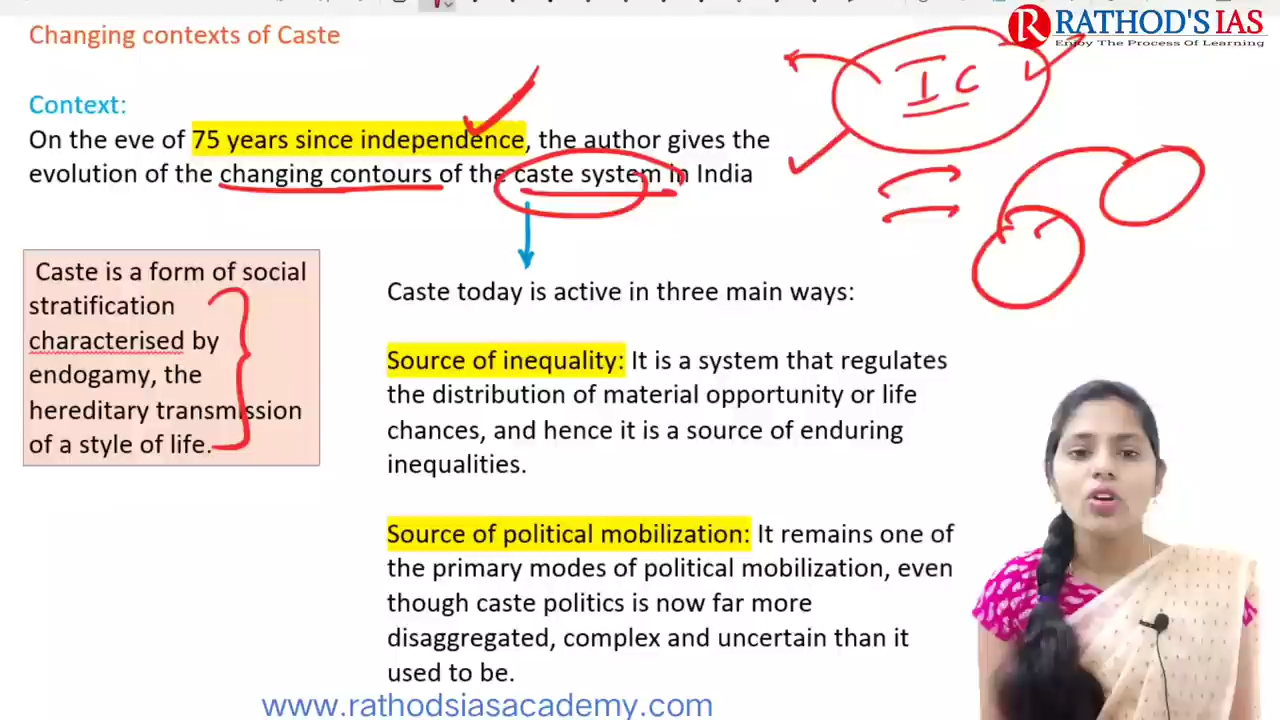 Changing contexts of Caste
RATHOD'S IAS
Enjoy The Process Of Learning
IC
Context:
On the eve of 75 years since independence, the author gives the
evolution of the changing contours of the caste system in India
Caste is a form of social
stratification
characterised by
endogamy, the
hereditary transmission
of a style of life.
Caste today is active in three main ways:
Source of inequality: It is a system that regulates
the distribution of material opportunity or life
chances, and hence it is a source of enduring
inequalities.
Source of political mobilization: It remains one of
the primary modes of political mobilization, even
though caste politics is now far more
disaggregated, complex and uncertain than it
used to be.
www.rathodsiasacademy.com